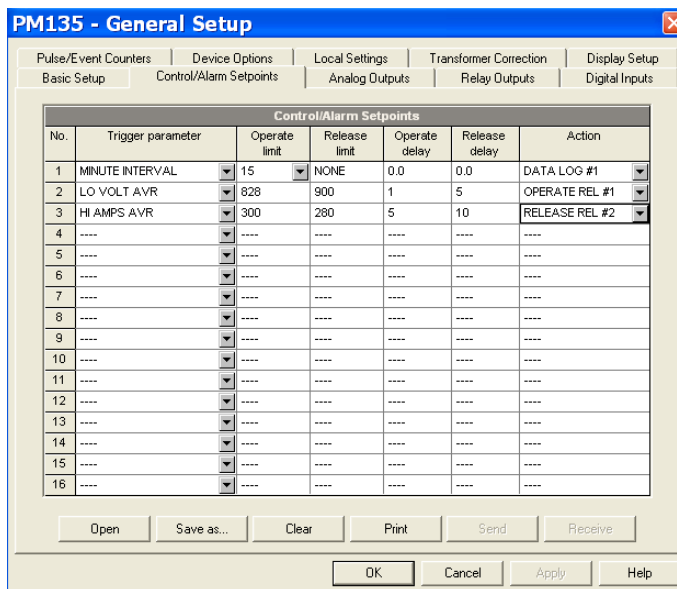 PM135 - General Setup
Pulse/Event Counters Device Options Local Settings Transformer Correction Display Setup
Basic Setup Control/Alarm Setpoints Analog Outputs Relay Outputs Digital Inputs
Control/Alarm Setpoints
No. Trigger parameter Operate limit Release limit Operate delay Release delay Action
1 MINUTE INTERVAL 15 NONE 0.0 0.0 DATA LOG #1
2 LO VOLT AVR 828 900 1 5 OPERATE REL #1
3 HI AMPS AVR 300 280 5 10 RELEASE REL #2
4 ---- ---- ---- ---- ---- ----
5 ---- ---- ---- ---- ---- ----
6 ---- ---- ---- ---- ---- ----
7 ---- ---- ---- ---- ---- ----
8 ---- ---- ---- ---- ---- ----
9 ---- ---- ---- ---- ---- ----
10 ---- ---- ---- ---- ---- ----
11 ---- ---- ---- ---- ---- ----
12 ---- ---- ---- ---- ---- ----
13 ---- ---- ---- ---- ---- ----
14 ---- ---- ---- ---- ---- ----
15 ---- ---- ---- ---- ---- ----
16 ---- ---- ---- ---- ---- ----
Open Save as... Clear Print Send Receive
OK Cancel Apply Help